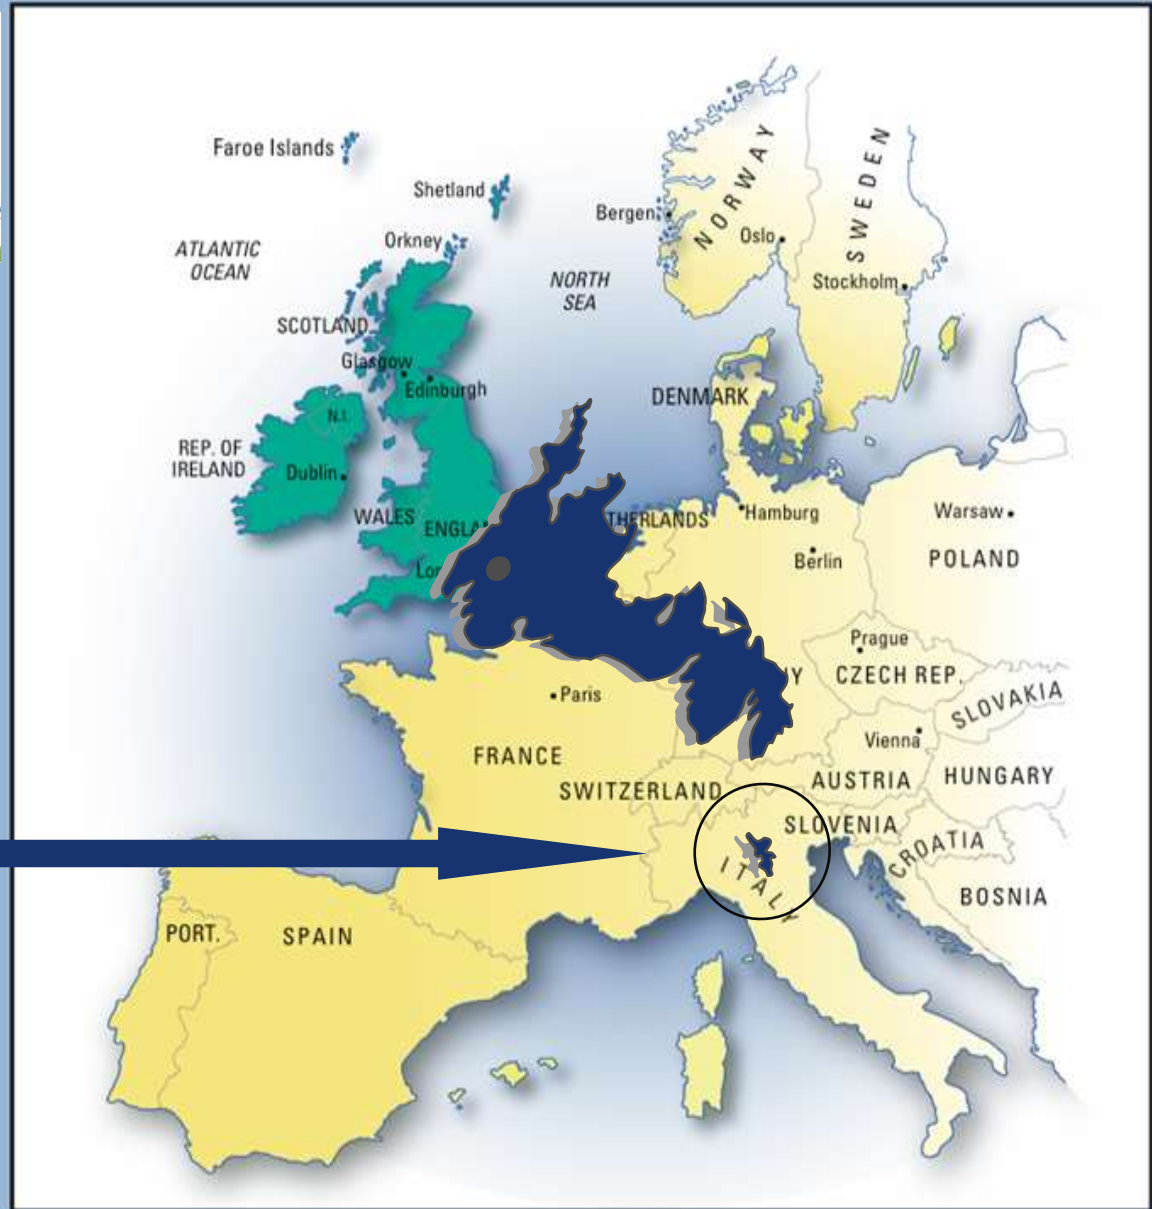 Faroe Islands
Shetland
Orkney
ATLANTIC
OCEAN
NORTH
SEA
NORWAY
SWEDEN
Bergen
Oslo
Stockholm
SCOTLAND
Glasgow
Edinburgh
N.I.
REP. OF
IRELAND
Dublin
WALES
DENMARK
Hamburg
Berlin
Warsaw
POLAND
Prague
CZECH REP.
SLOVAKIA
Paris
FRANCE
Vienna
AUSTRIA
HUNGARY
SWITZERLAND
SLOVENIA
CROATIA
ITALY
BOSNIA
PORT.
SPAIN